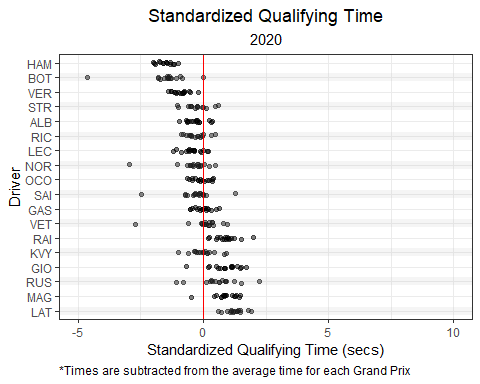 Standardized Qualifying Time
2020
Driver
HAM
BOT
VER
STR
ALB
RIC
LEC
NOR
OCO
SAI
GAS
VET
RAI
KVY
GIO
RUS
MAG
LAT
-5 0 5 10
Standardized Qualifying Time (secs)
*Times are subtracted from the average time for each Grand Prix